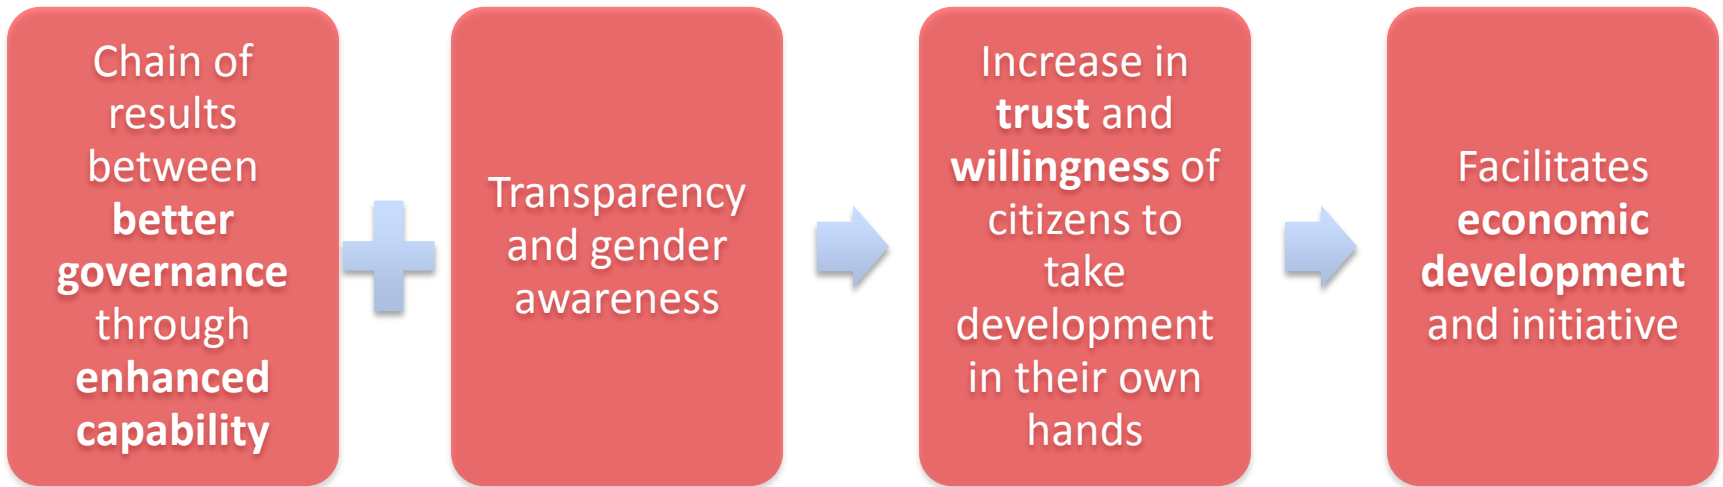 Chain of
results
between
better
governance
through
enhanced
capability
Transparency
and gender
awareness
Increase in
trust and
willingness of
citizens to
take
development
in their own
hands
Facilitates
economic
development
and initiative